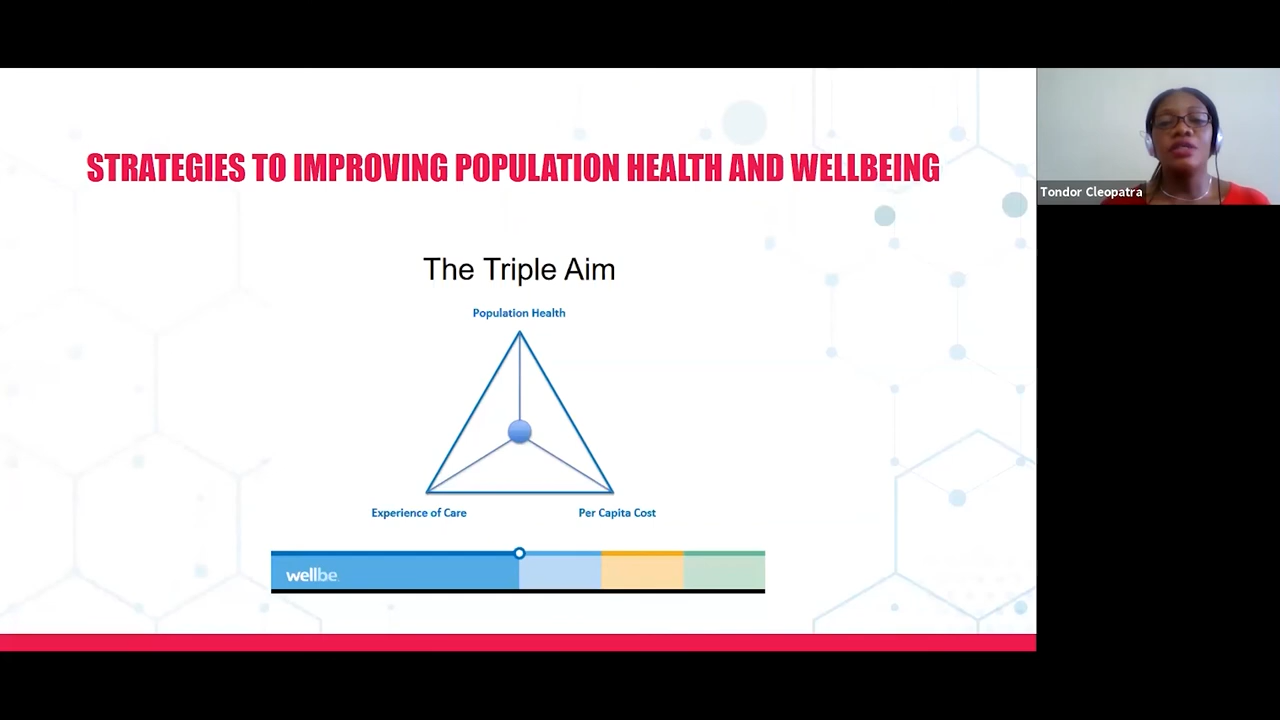 STRATEGIES TO IMPROVING POPULATION HEALTH AND WELLBEING
Tondor Cleopatra
The Triple Aim
Population Health
Experience of Care
Per Capita Cost
wellbe